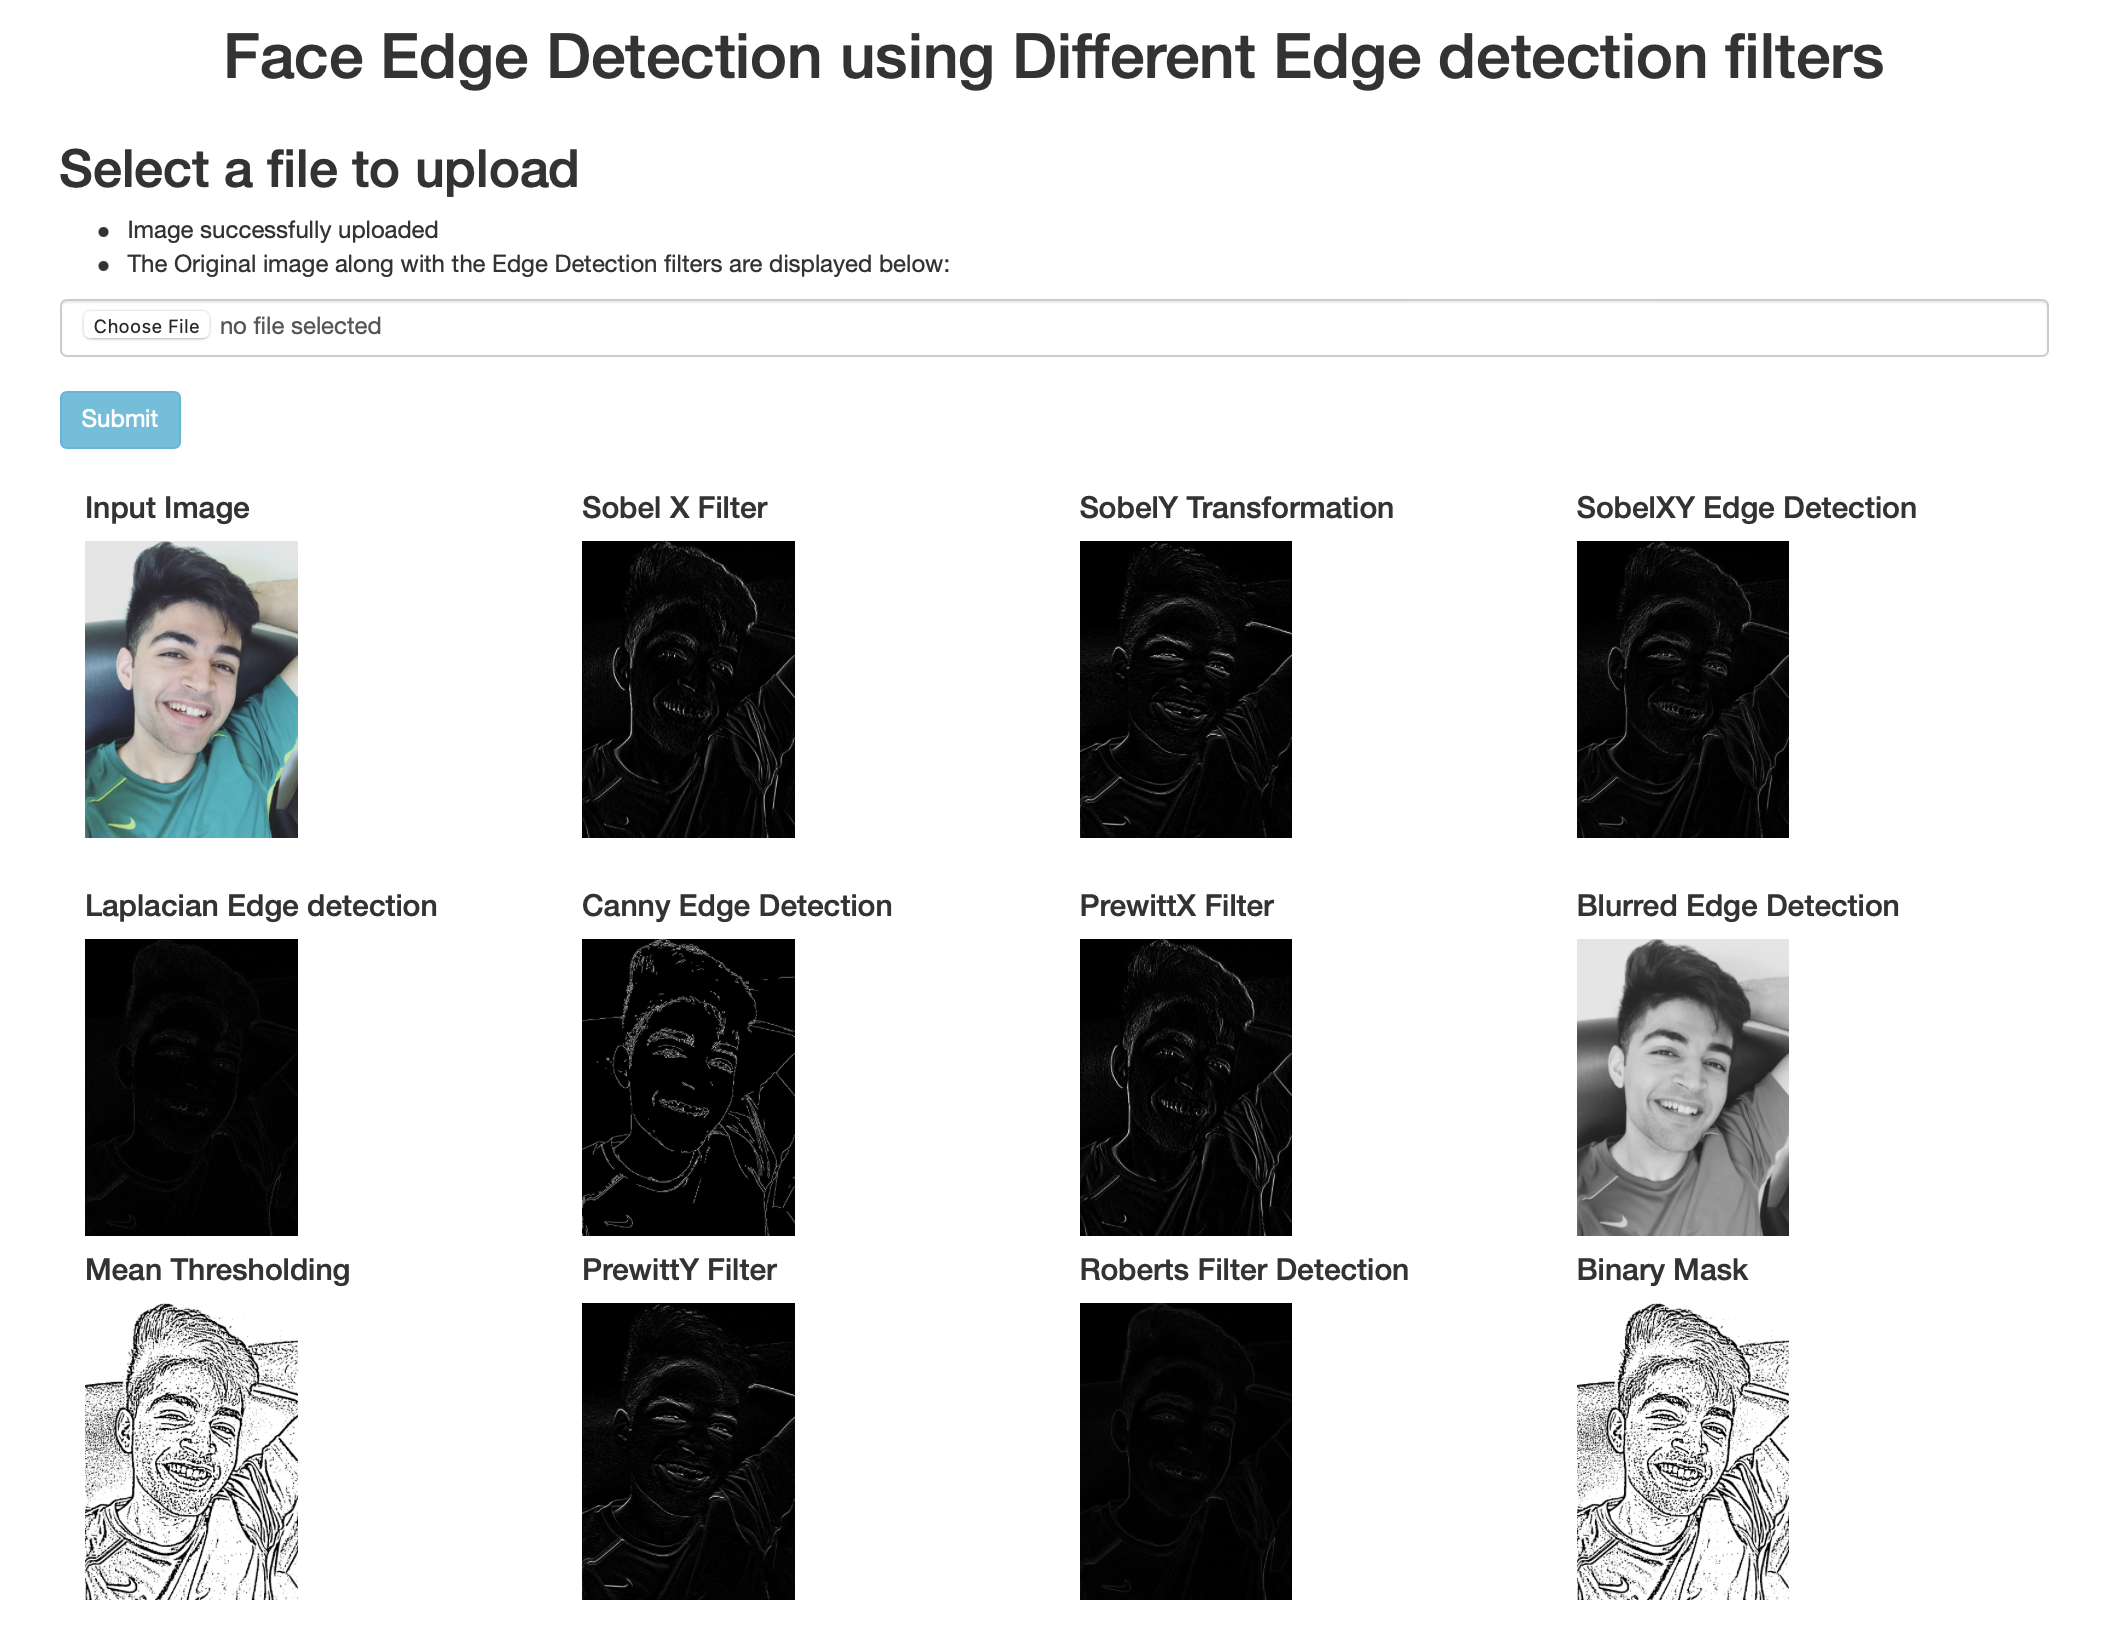 Face Edge Detection using Different Edge detection filters
Select a file to upload
Image successfully uploaded
The Original image along with the Edge Detection filters are displayed below:
Choose File no file selected
Submit
Input Image
Sobel X Filter
SobelY Transformation
SobelXY Edge Detection
Laplacian Edge detection
Canny Edge Detection
PrewittX Filter
Blurred Edge Detection
Mean Thresholding
PrewittY Filter
Roberts Filter Detection
Binary Mask